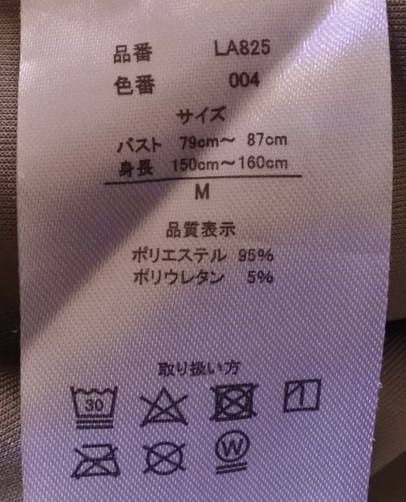 品番 LA825
色番 004
サイズ
バスト 79cm〜 87cm
身長 150cm〜160cm
M
品質表示
ポリエステル 95%
ポリウレタン 5%
取り扱い方
30
W